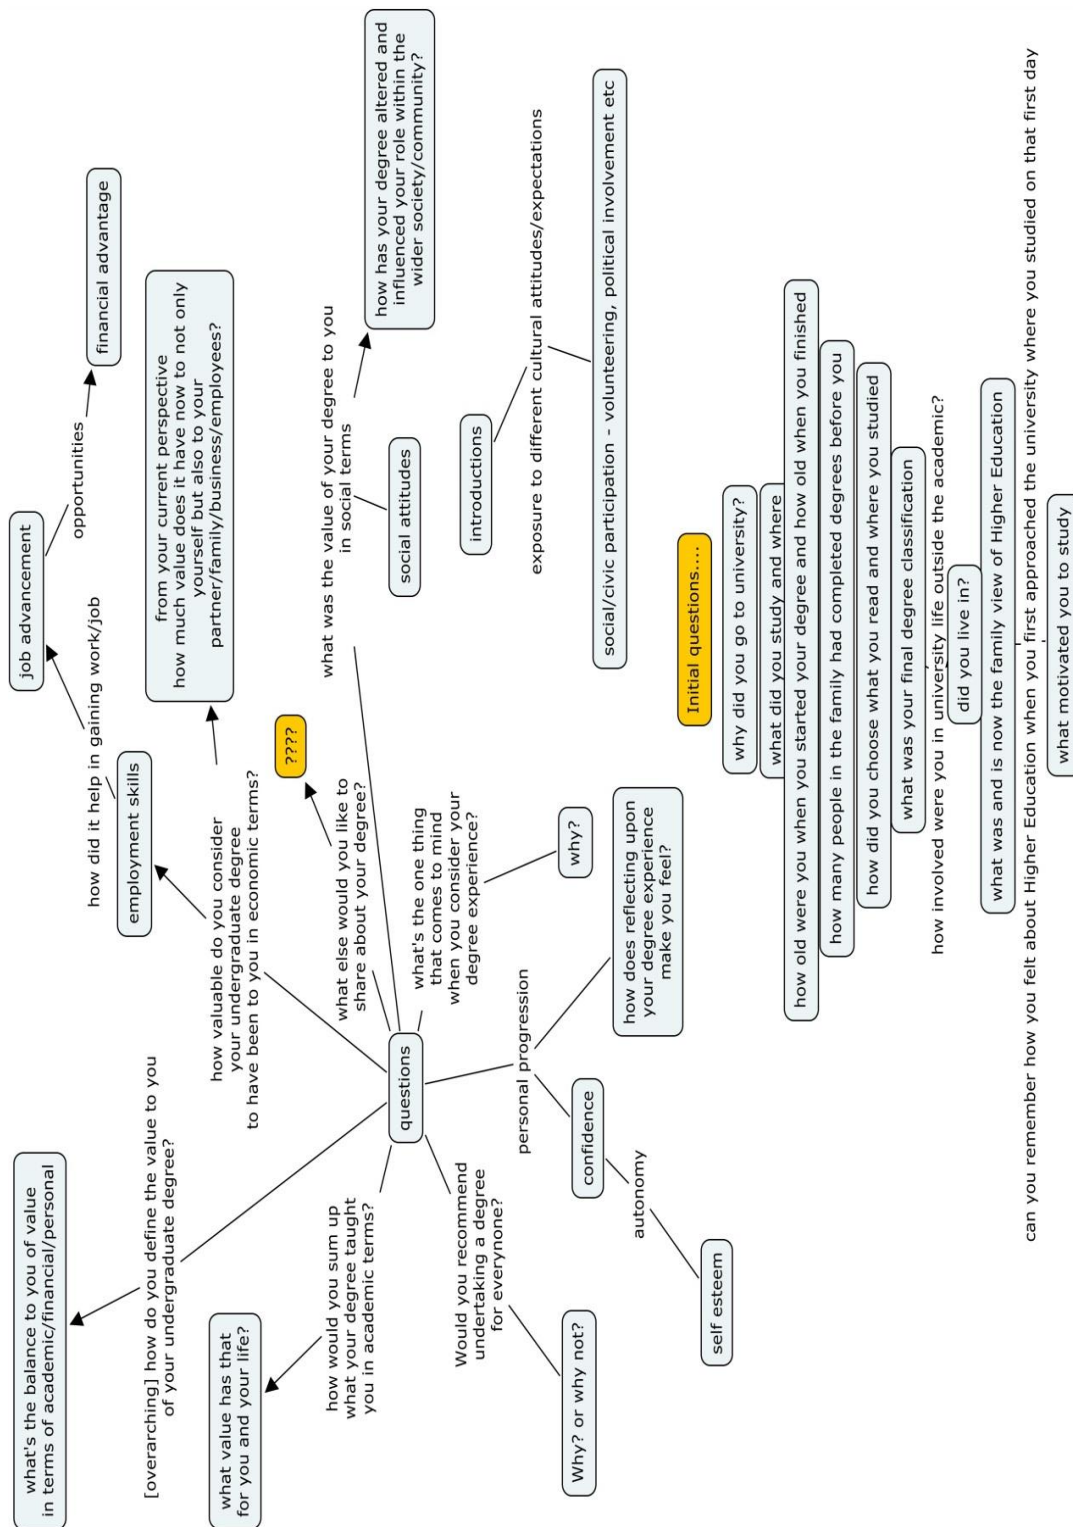 what's the balance to you of value
in terms of academic/financial/personal
[overarching] how do you define the value to you
of your undergraduate degree?
what value has that
for you and your life?
how would you sum up
what your degree taught
you in academic terms?
Would you recommend
undertaking a degree
for everynone?
Why? or why not?
questions
how valuable do you consider
your undergraduate degree
to have been to you in economic terms?
employment skills
how did it help in gaining work/job
job advancement
opportunities
financial advantage
from your current perspective
how much value does it have now to not only
yourself but also to your
partner/family/business/employees?
what else would you like to
share about your degree?
????
what was the value of your degree to you
in social terms
how has your degree altered and
influenced your role within the
wider society/community?
social attitudes
introductions
exposure to different cultural attitudes/expectations
social/civic participation - volunteering, political involvement etc
what's the one thing
that comes to mind
when you consider your
degree experience?
why?
personal progression
how does reflecting upon
your degree experience
make you feel?
confidence
autonomy
self esteem
Initial questions....
why did you go to university?
what did you study and where
how old were you when you started your degree and how old when you finished
how many people in the family had completed degrees before you
how did you choose what you read and where you studied
what was your final degree classification
how involved were you in university life outside the academic?
did you live in?
what was and is now the family view of Higher Education
can you remember how you felt about Higher Education when you first approached the university where you studied on that first day
what motivated you to study